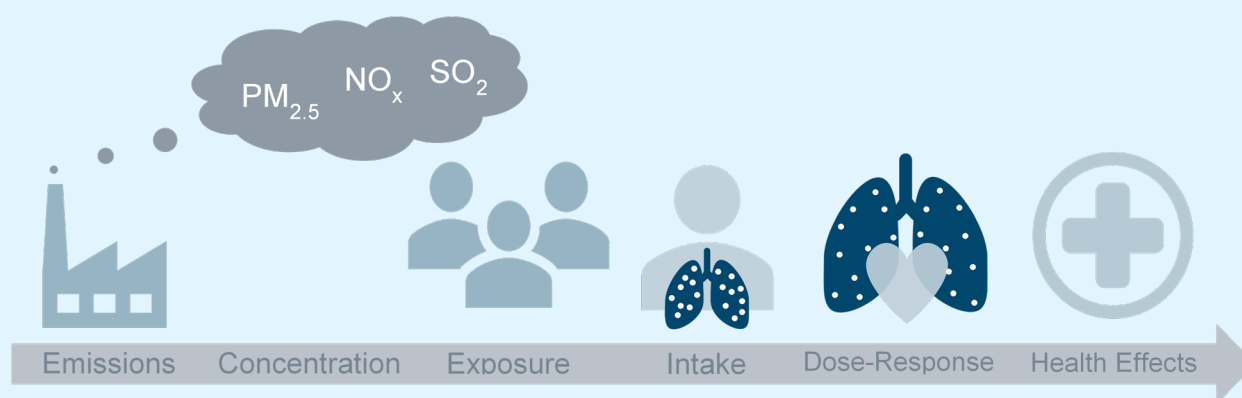 PM2.5 NOx SO2
Emissions Concentration Exposure Intake Dose-Response Health Effects